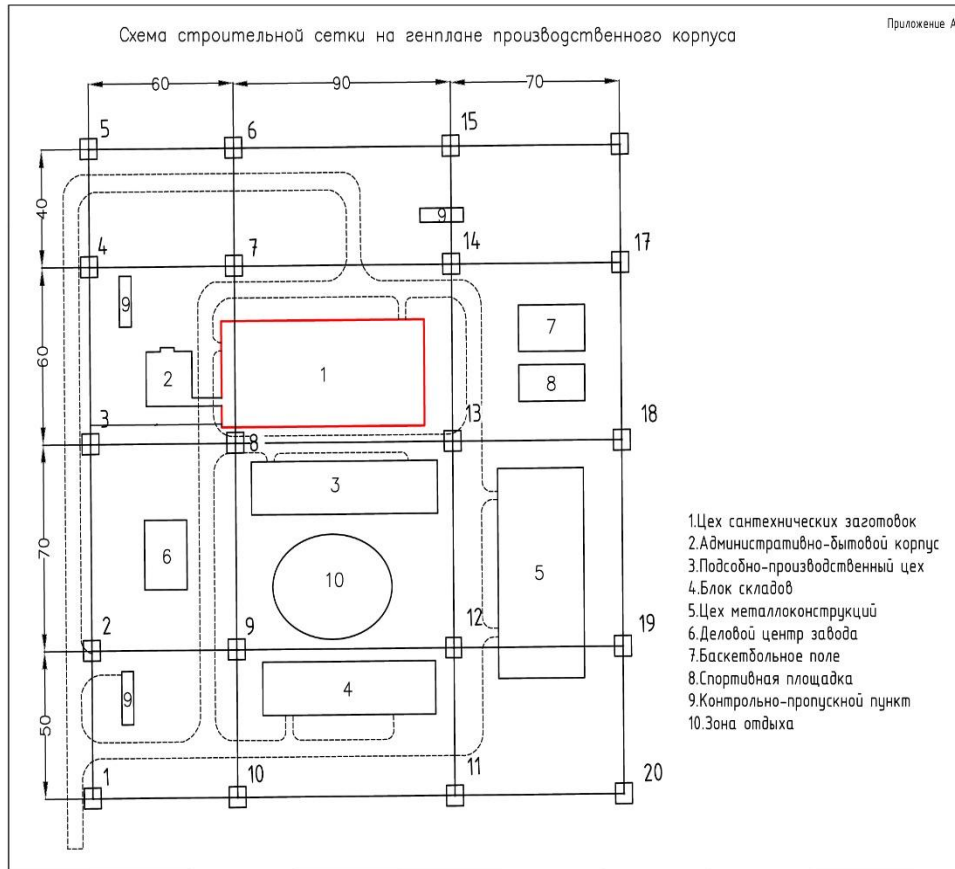 Приложение А
Схема строительной сетки на генплане производственного корпуса
60 90 70
5 6 15
40
9
4 7 14 17
9
7
60
1
2
8
3 13 18
8
3
70
6
10
5
2 9 12 19
4
9
50
1 10 11 20
1.Цех сантехнических заготовок
2.Административно-бытовой корпус
3.Подсобно-производственный цех
4.Блок складов
5.Цех металлоконструкций
6.Деловой центр завода
7.Баскетбольное поле
8.Спортивная площадка
9.Контрольно-пропускной пункт
10.Зона отдыха